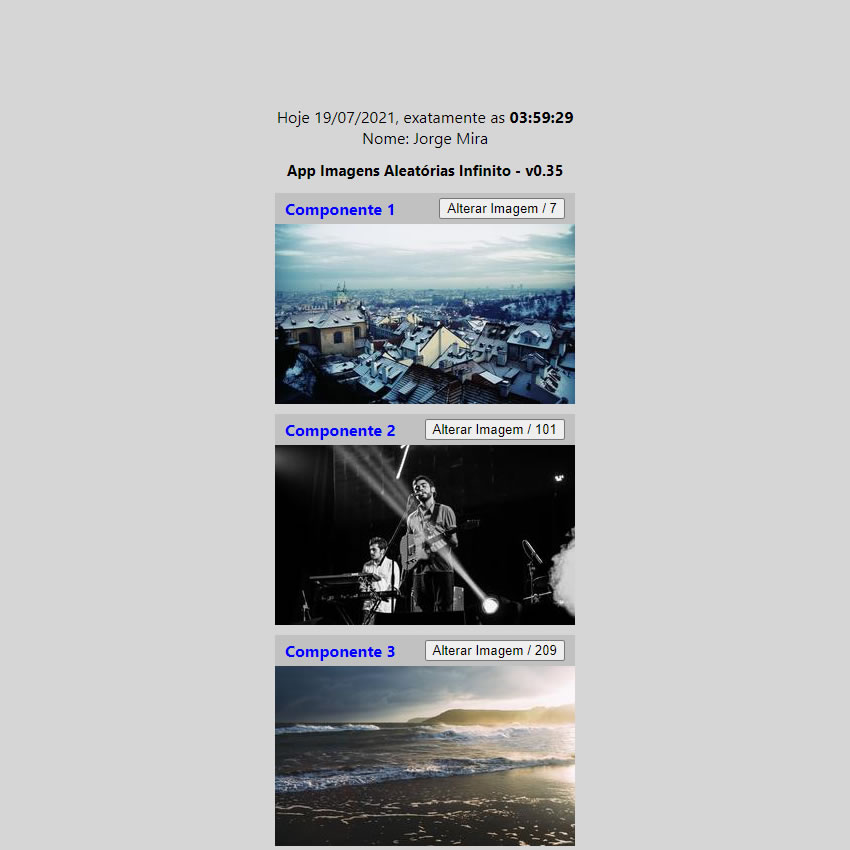 Hoje 19/07/2021, exatamente as 03:59:29
Nome: Jorge Mira
App Imagens Aleatórias Infinito - v0.35
Componente 1 Alterar Imagem / 7
Componente 2 Alterar Imagem / 101
Componente 3 Alterar Imagem / 209